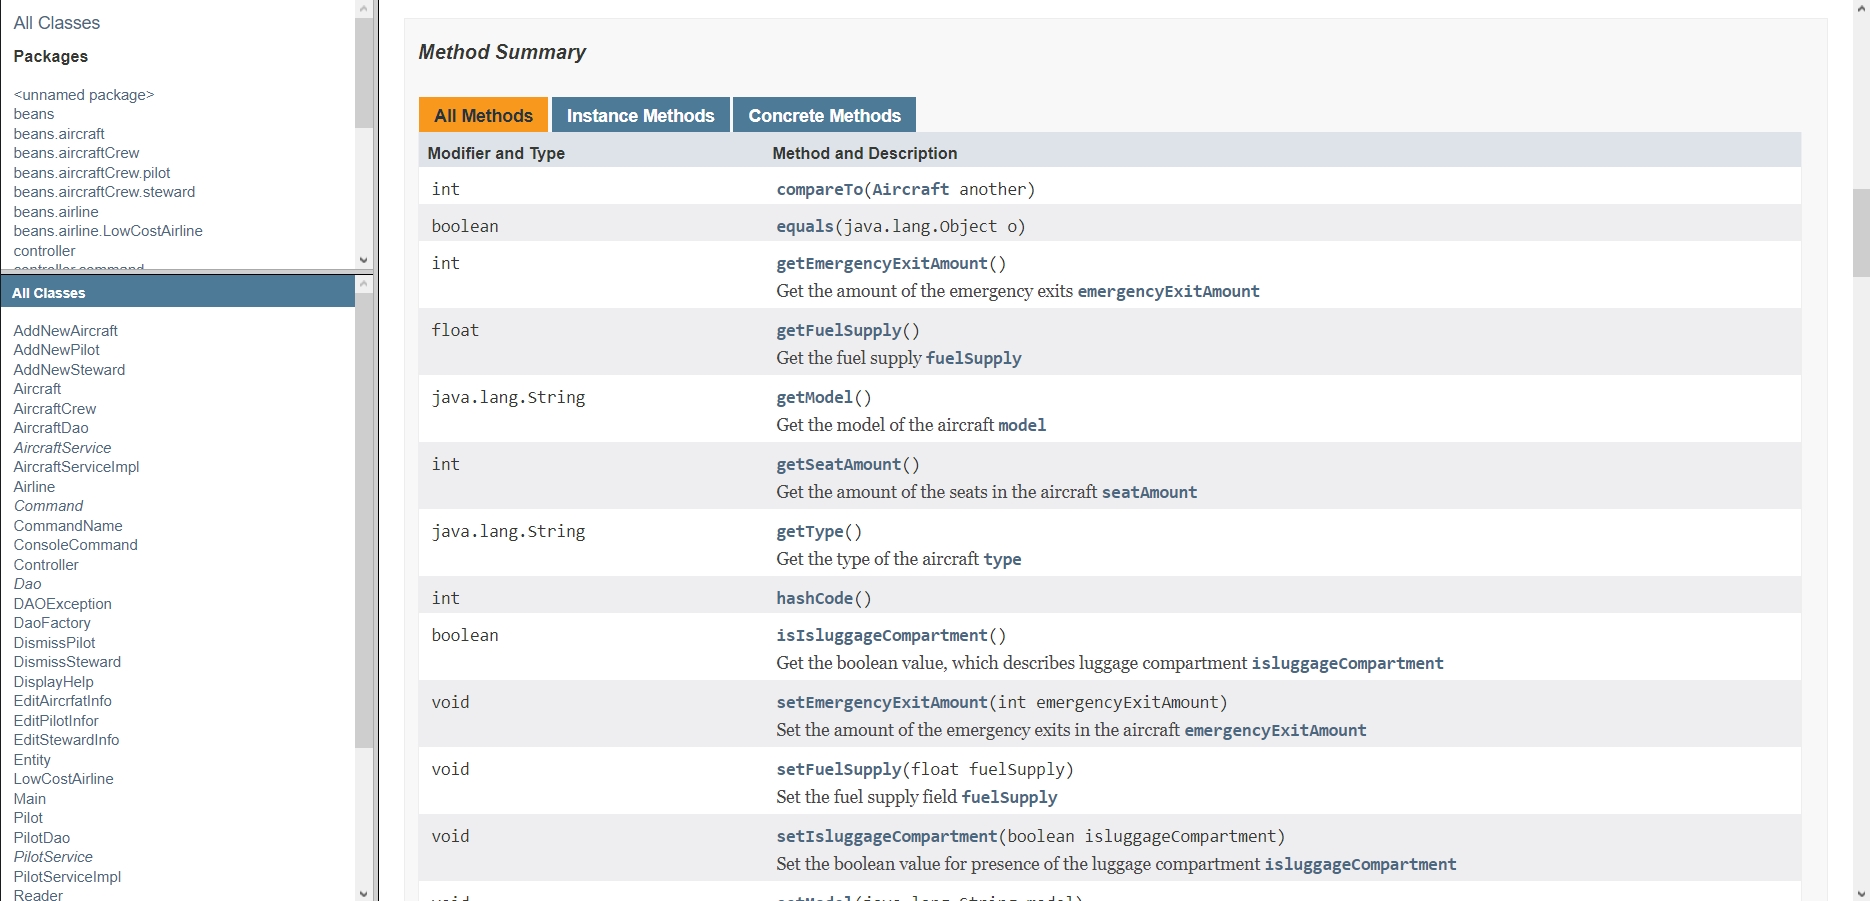 All Classes
Packages
<unnamed package>
beans
beans.aircraft
beans.aircraftCrew
beans.aircraftCrew.pilot
beans.aircraftCrew.steward
beans.airline
beans.airline.LowCostAirline
controller
controller.command
All Classes
AddNewAircraft
AddNewPilot
AddNewSteward
Aircraft
AircraftCrew
AircraftDao
AircraftService
AircraftServiceImpl
Airline
Command
CommandName
ConsoleCommand
Controller
Dao
DAOException
DaoFactory
DismissPilot
DismissSteward
DisplayHelp
EditAircrfatInfo
EditPilotInfor
EditStewardInfo
Entity
LowCostAirline
Main
Pilot
PilotDao
PilotService
PilotServiceImpl
Reader
Method Summary
All Methods Instance Methods Concrete Methods
Modifier and Type Method and Description
int compareTo(Aircraft another)
boolean equals(java.lang.Object o)
int getEmergencyExitAmount()
Get the amount of the emergency exits emergencyExitAmount
float getFuelSupply()
Get the fuel supply fuelSupply
java.lang.String getModel()
Get the model of the aircraft model
int getSeatAmount()
Get the amount of the seats in the aircraft seatAmount
java.lang.String getType()
Get the type of the aircraft type
int hashCode()
boolean isIsluggageCompartment()
Get the boolean value, which describes luggage compartment isluggageCompartment
void setEmergencyExitAmount(int emergencyExitAmount)
Set the amount of the emergency exits in the aircraft emergencyExitAmount
void setFuelSupply(float fuelSupply)
Set the fuel supply field fuelSupply
void setIsluggageCompartment(boolean isluggageCompartment)
Set the boolean value for presence of the luggage compartment isluggageCompartment
void setModel(java.lang.String model)